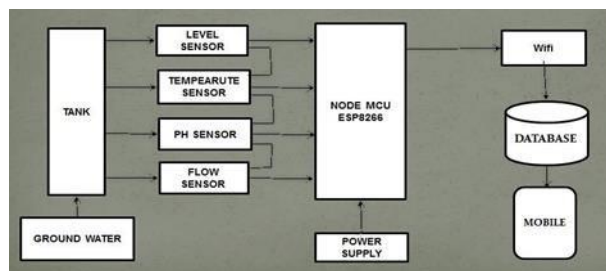 LEVEL
SENSOR
TEMPEARUTE
SENSOR
PH SENSOR
FLOW
SENSOR
TANK
GROUND WATER
NODE MCU
ESP8266
POWER
SUPPLY
Wifi
DATABASE
MOBILE